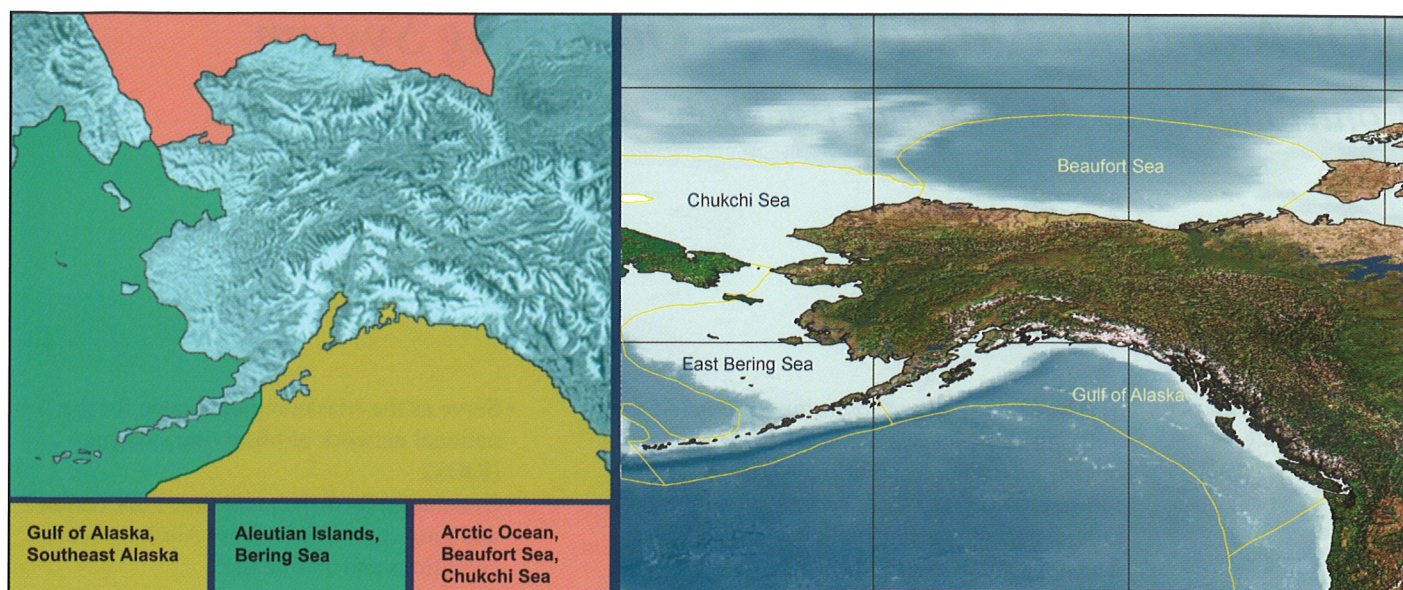 Gulf of Alaska,
Southeast Alaska
Aleutian Islands,
Bering Sea
Arctic Ocean,
Beaufort Sea,
Chukchi Sea
Beaufort Sea
Chukchi Sea
East Bering Sea
Gulf of Alaska